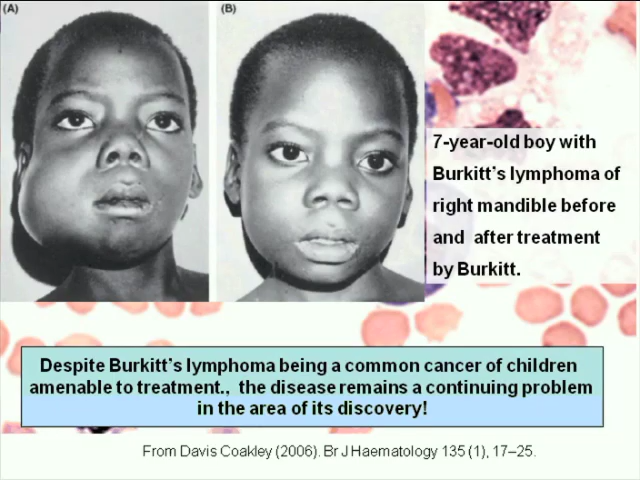 (A)
(B)
7-year-old boy with
Burkitt's lymphoma of
right mandible before
and after treatment
by Burkitt.
Despite Burkitt's lymphoma being a common cancer of children
amenable to treatment., the disease remains a continuing problem
in the area of its discovery!
From Davis Coakley (2006). Br J Haematology 135 (1), 17–25.